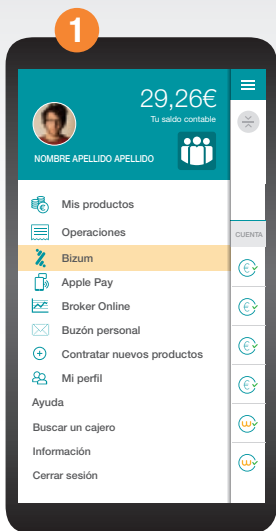 1
29,26€
Tu saldo contable
NOMBRE APELLIDO APELLIDO
Mis productos
Operaciones
CUENTA
Bizum
Apple Pay
Broker Online
Buzón personal
Contratar nuevos productos
Mi perfil
Ayuda
Buscar un cajero
Información
Cerrar sesión